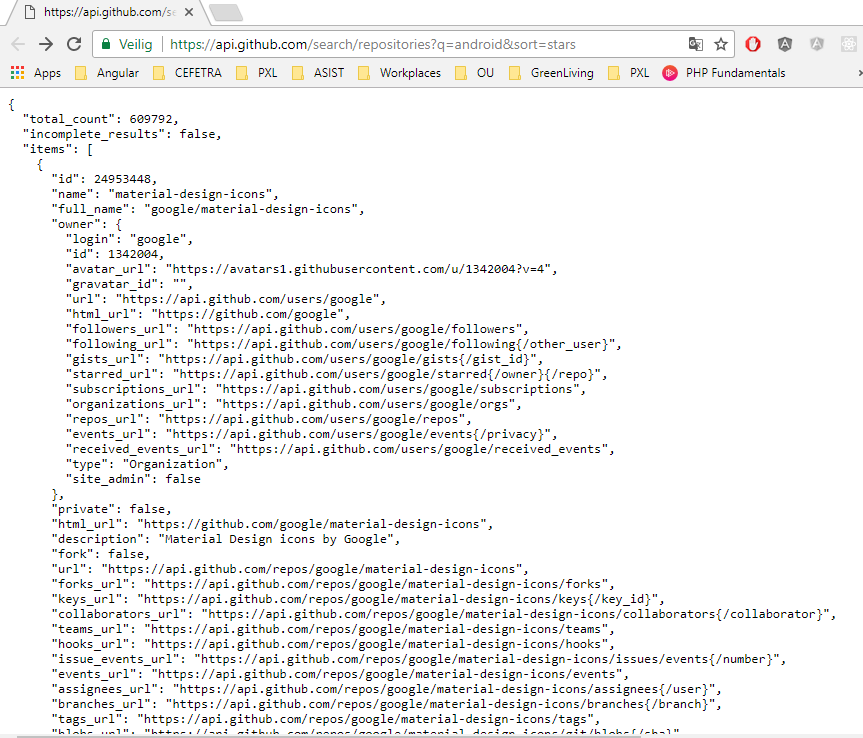 https://api.github.com/se
Veilig https://api.github.com/search/repositories?q=android&sort=stars
Apps Angular CEFETRA PXL ASIST Workplaces OU GreenLiving PXL PHP Fundamentals
{
"total_count": 609792,
"incomplete_results": false,
"items": [
{
"id": 24953448,
"name": "material-design-icons",
"full_name": "google/material-design-icons",
"owner": {
"login": "google",
"id": 1342004,
"avatar_url": "https://avatars1.githubusercontent.com/u/1342004?v=4",
"gravatar_id": "",
"url": "https://api.github.com/users/google",
"html_url": "https://github.com/google",
"followers_url": "https://api.github.com/users/google/followers",
"following_url": "https://api.github.com/users/google/following{/other_user}",
"gists_url": "https://api.github.com/users/google/gists{/gist_id}",
"starred_url": "https://api.github.com/users/google/starred{/owner}{/repo}",
"subscriptions_url": "https://api.github.com/users/google/subscriptions",
"organizations_url": "https://api.github.com/users/google/orgs",
"repos_url": "https://api.github.com/users/google/repos",
"events_url": "https://api.github.com/users/google/events{/privacy}",
"received_events_url": "https://api.github.com/users/google/received_events",
"type": "Organization",
"site_admin": false
},
"private": false,
"html_url": "https://github.com/google/material-design-icons",
"description": "Material Design icons by Google",
"fork": false,
"url": "https://api.github.com/repos/google/material-design-icons",
"forks_url": "https://api.github.com/repos/google/material-design-icons/forks",
"keys_url": "https://api.github.com/repos/google/material-design-icons/keys{/key_id}",
"collaborators_url": "https://api.github.com/repos/google/material-design-icons/collaborators{/collaborator}",
"teams_url": "https://api.github.com/repos/google/material-design-icons/teams",
"hooks_url": "https://api.github.com/repos/google/material-design-icons/hooks",
"issue_events_url": "https://api.github.com/repos/google/material-design-icons/issues/events{/number}",
"events_url": "https://api.github.com/repos/google/material-design-icons/events",
"assignees_url": "https://api.github.com/repos/google/material-design-icons/assignees{/user}",
"branches_url": "https://api.github.com/repos/google/material-design-icons/branches{/branch}",
"tags_url": "https://api.github.com/repos/google/material-design-icons/tags",
"blobs_url": "https://api.github.com/repos/google/material-design-icons/git/blobs{/sha}"